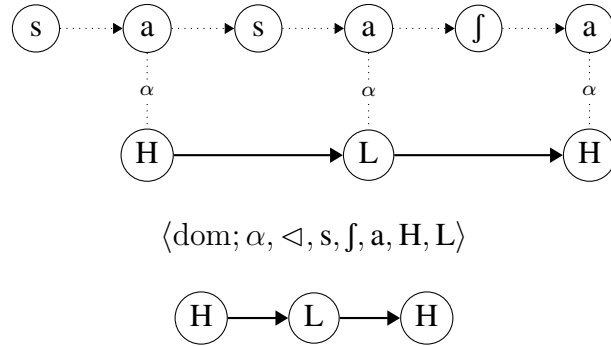 s a s a ʃ a
α α α
H L H
⟨dom; α, ◁, s, ʃ, a, H, L⟩
H L H